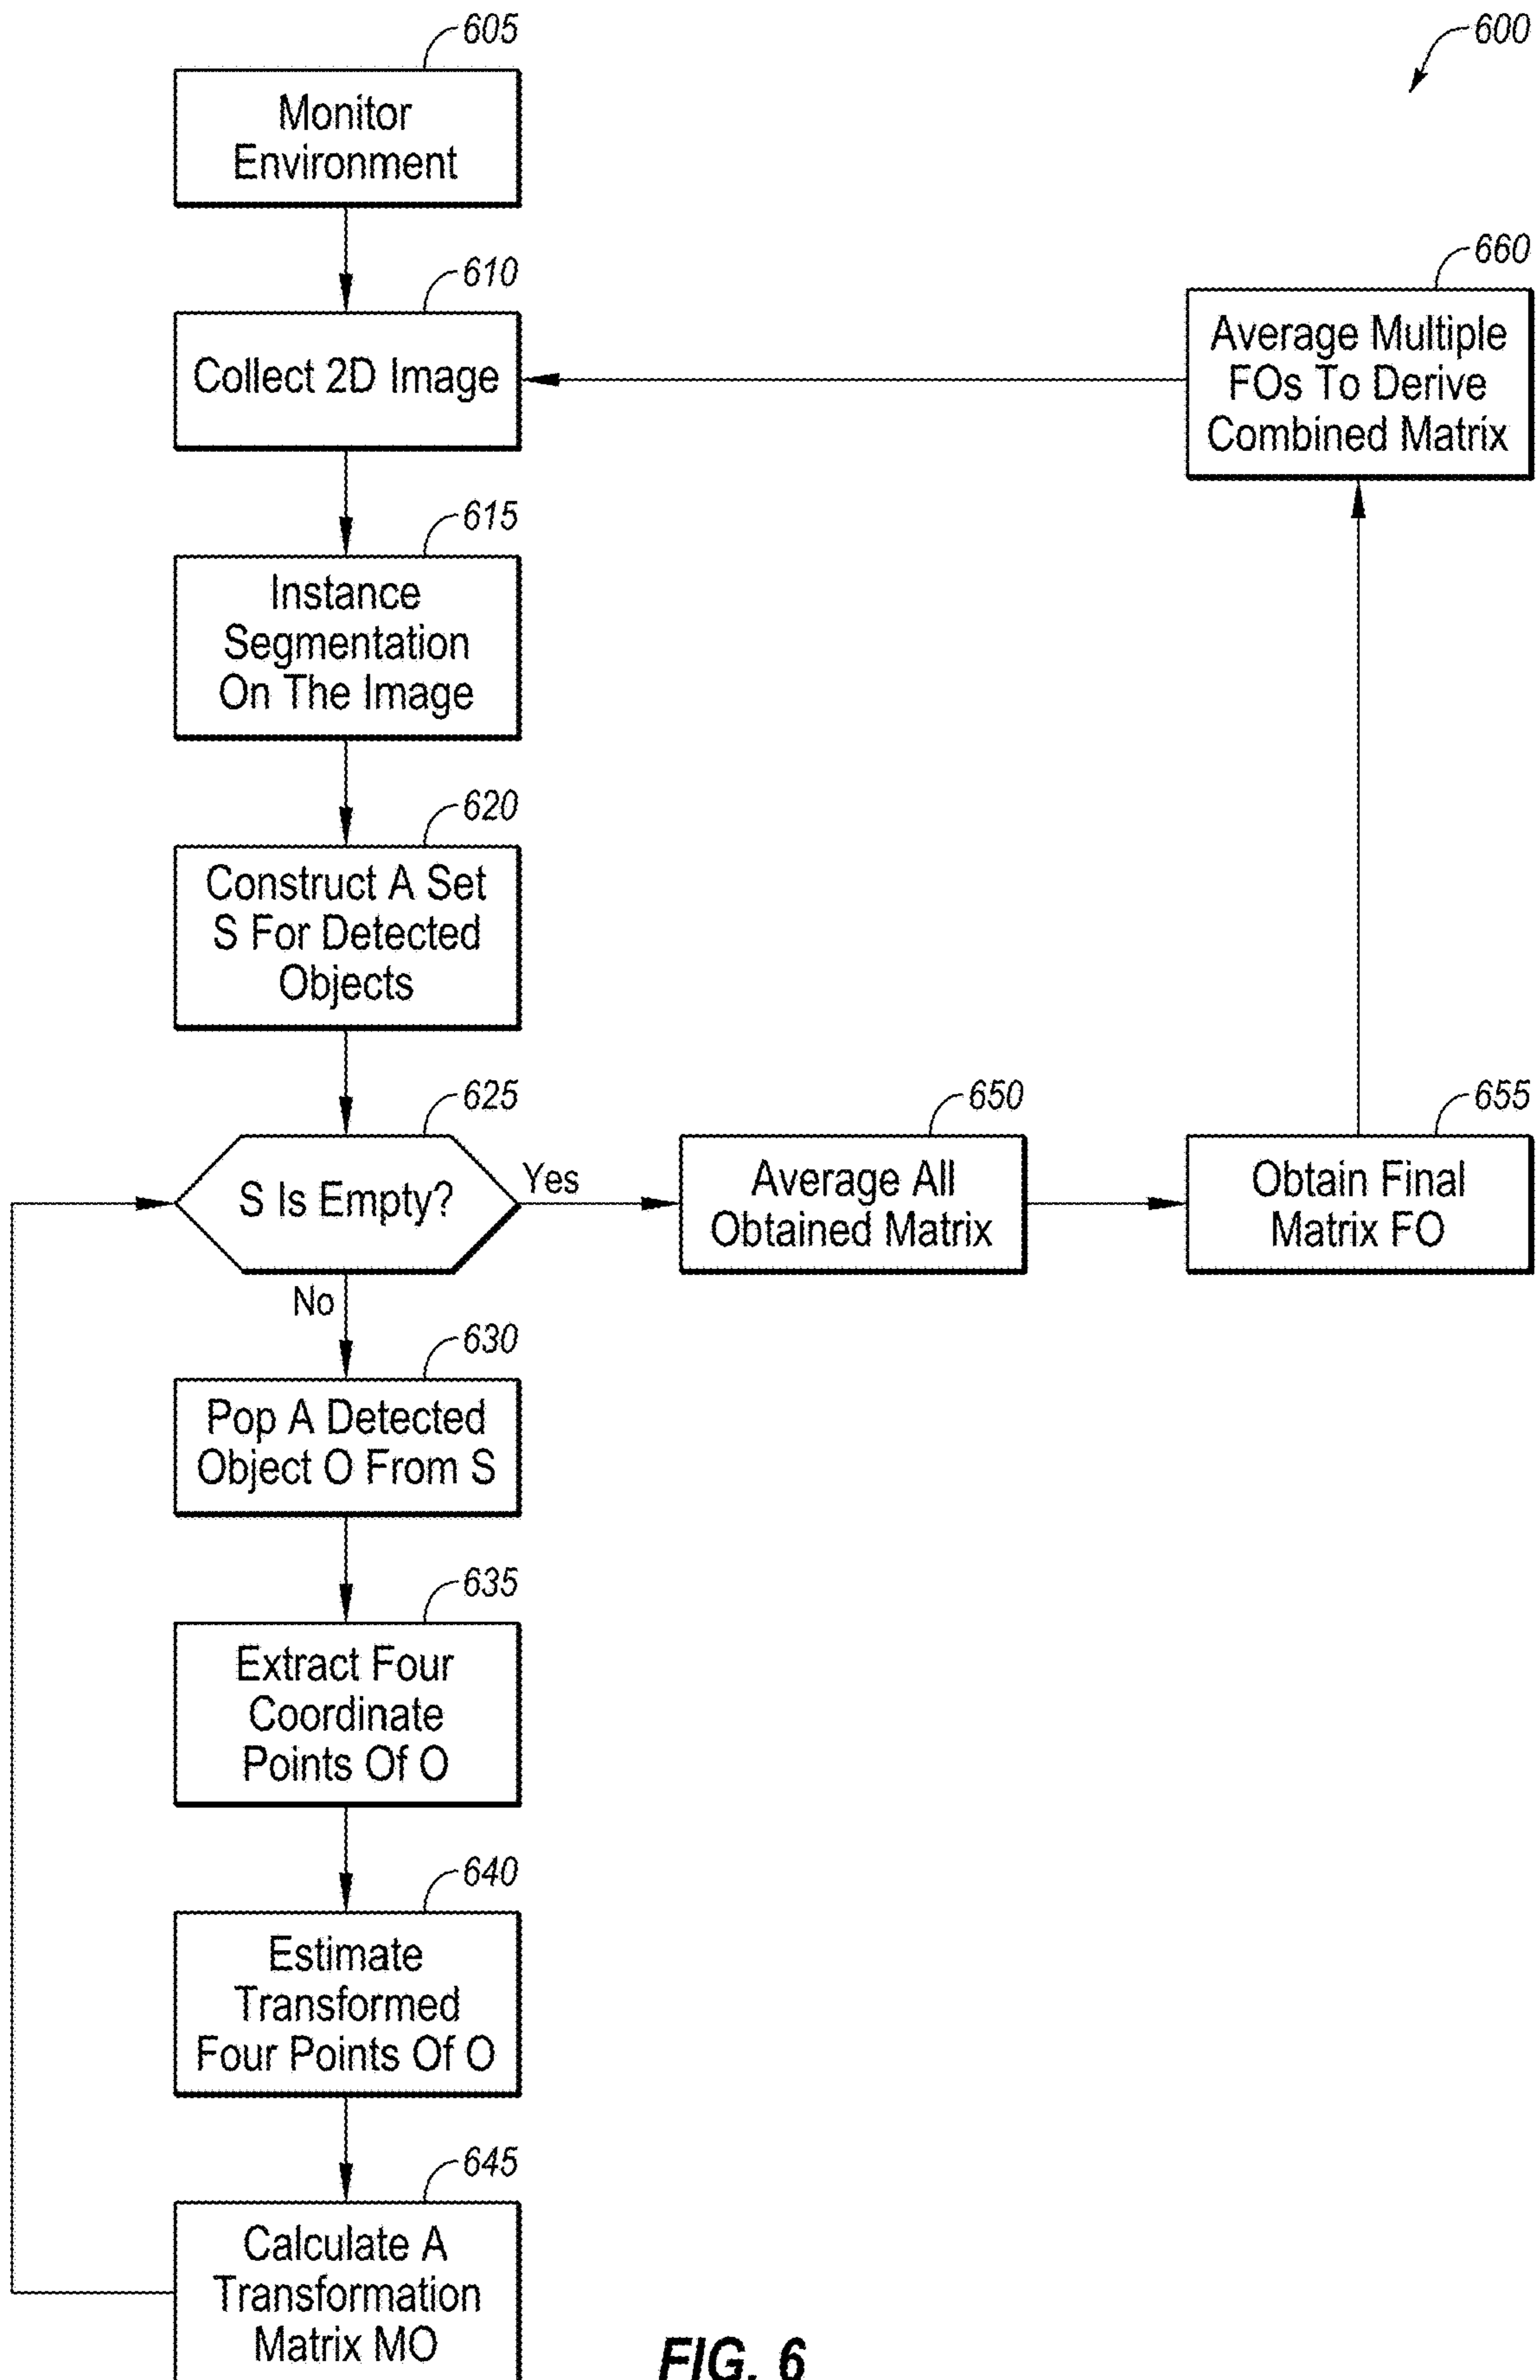 605
600
Monitor
Environment
610
660
Collect 2D Image
Average Multiple
FOs To Derive
Combined Matrix
615
Instance
Segmentation
On The Image
620
Construct A Set
S For Detected
Objects
625
650
655
S Is Empty?
Yes
Average All
Obtained Matrix
Obtain Final
Matrix FO
No
630
Pop A Detected
Object O From S
635
Extract Four
Coordinate
Points Of O
640
Estimate
Transformed
Four Points Of O
645
Calculate A
Transformation
Matrix MO
FIG. 6